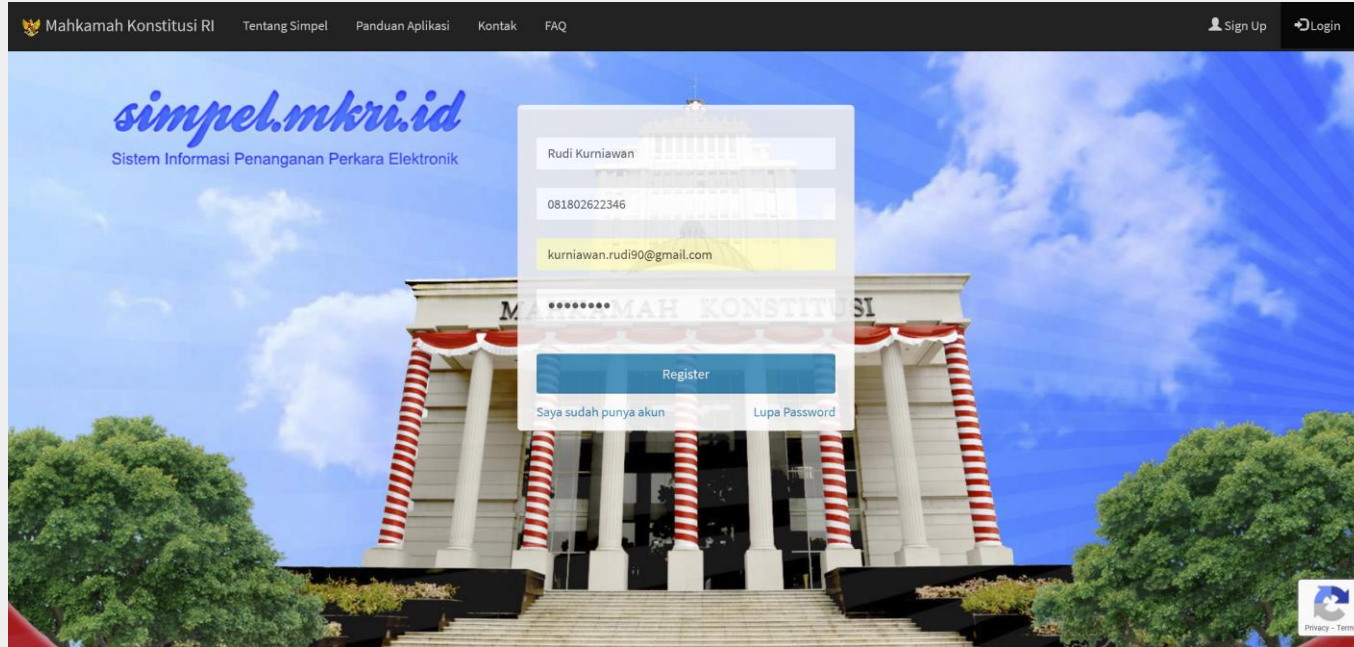 Mahkamah Konstitusi RI Tentang Simpel Panduan Aplikasi Kontak FAQ Sign Up Login
simpel.mkri.id
Sistem Informasi Penanganan Perkara Elektronik
Rudi Kurniawan
081802622346
kurniawan.rudi90@gmail.com
••••••••
MAHKAMAH KONSTITUSI
Register
Saya sudah punya akun Lupa Password
Privacy - Term